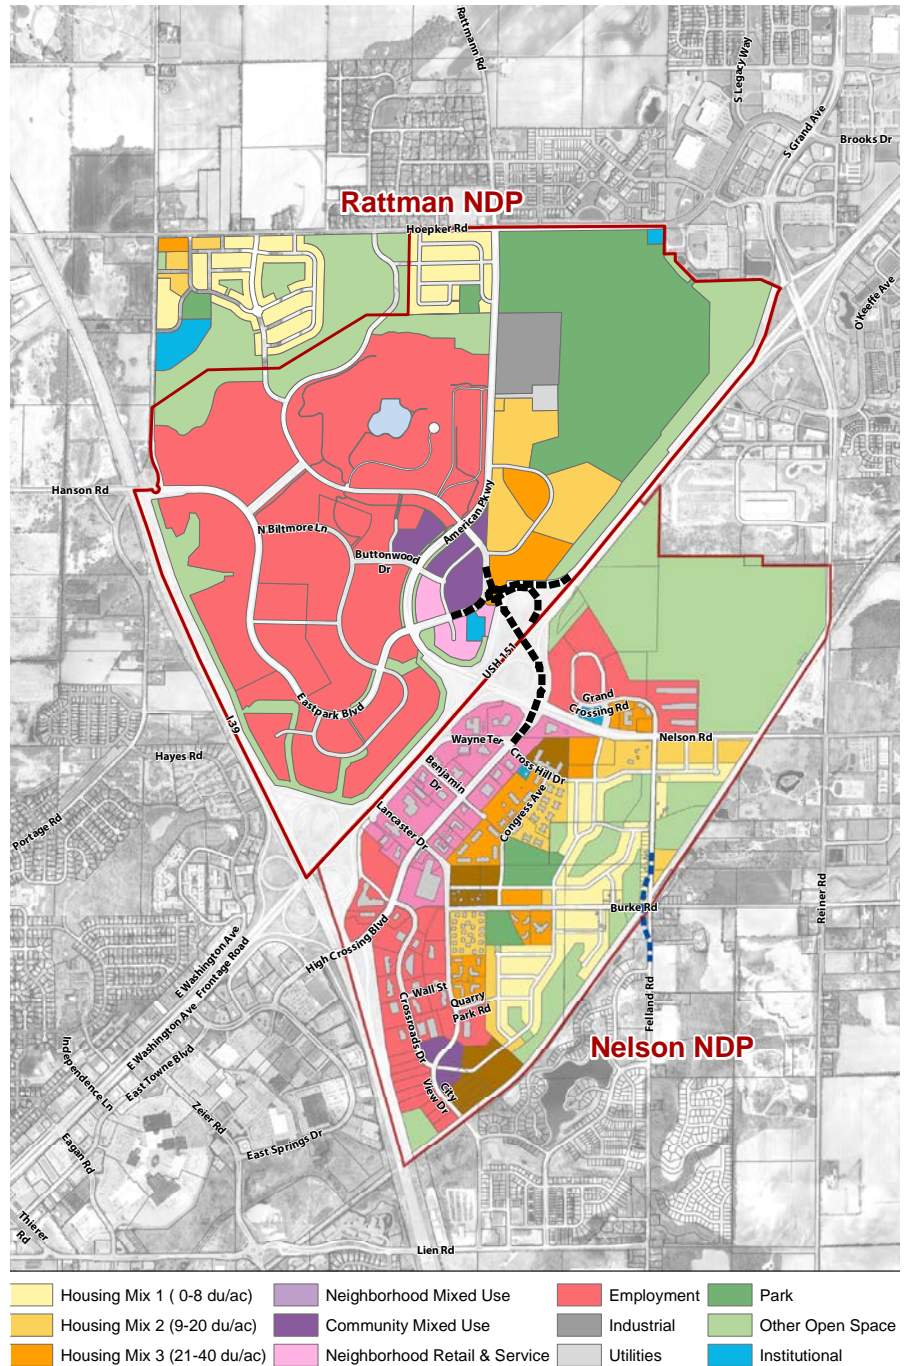 Rattmann Rd
S Legacy Way
S Grand Ave
Brooks Dr
Rattman NDP
Hoepker Rd
O'Keeffe Ave
Hanson Rd
American Pkwy
N Biltmore Ln
Buttonwood
Dr
USH 151
Eastpark Blvd
Grand
Crossing Rd
I 39
Wayne Ter
Nelson Rd
Hayes Rd
Cross Hill Dr
Benjamin
Dr
Congress Ave
Portage Rd
Lancaster Dr
Reiner Rd
Burke Rd
High Crossing Blvd
E Washington Ave
Frontage Road
E Washington Ave
Wall St
Felland Rd
Quarry
Park Rd
Crossroads Dr
Nelson NDP
East Towne Blvd
Independence Ln
City
View Dr
Zeier Rd
East Springs Dr
Eagan Rd
Thierer
Rd
Lien Rd
Housing Mix 1 ( 0-8 du/ac)
Neighborhood Mixed Use
Employment
Park
Housing Mix 2 (9-20 du/ac)
Community Mixed Use
Industrial
Other Open Space
Housing Mix 3 (21-40 du/ac)
Neighborhood Retail & Service
Utilities
Institutional